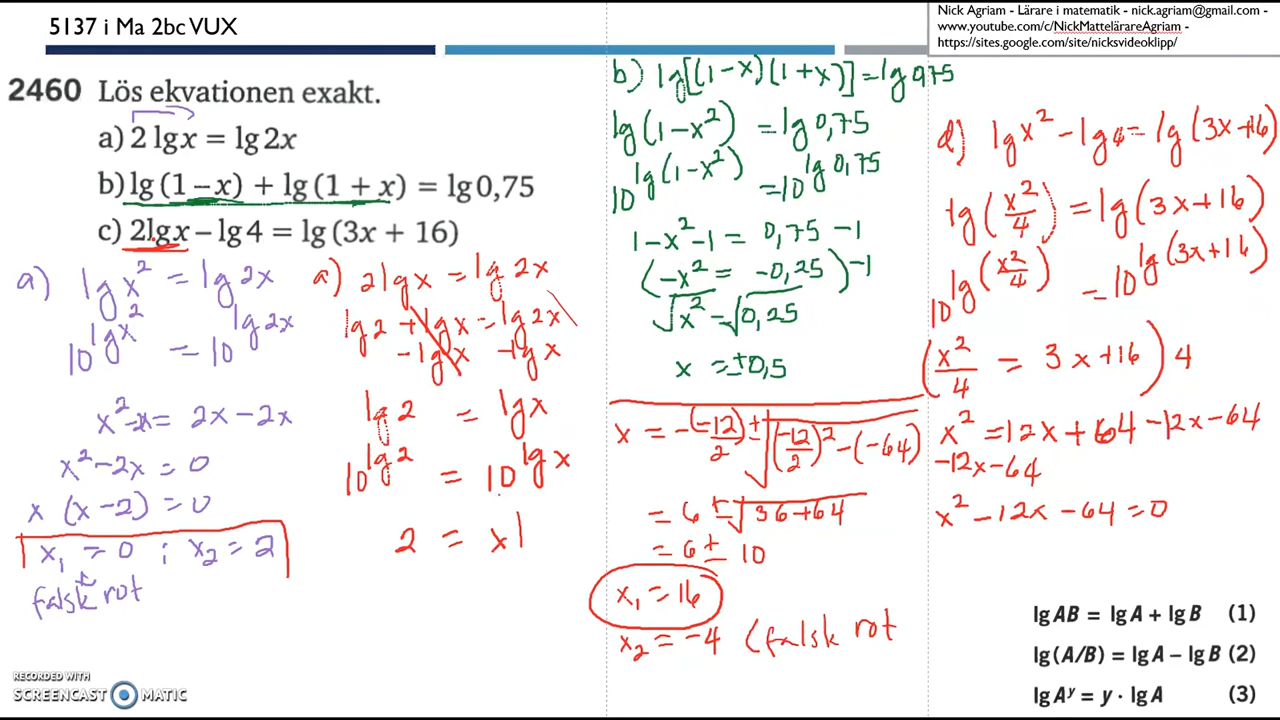 5137 i Ma 2bc VUX
Nick Agriam - Lärare i matematik - nick.agriam@gmail.com -
www.youtube.com/c/NickMattelärareAgriam -
https://sites.google.com/site/nicksvideoklipp/
2460 Lös ekvationen exakt.
a) 2 lg x = lg 2x
b) lg (1 − x) + lg (1 + x) = lg 0,75
c) 2lg x − lg 4 = lg (3x + 16)
a) lg x² = lg 2x
10^(lg x²) = 10^(lg 2x)
x² − 2x = 2x − 2x
x² − 2x = 0
x (x − 2) = 0
x₁ = 0 ; x₂ = 2
falsk rot
a) 2 lg x = lg 2x
lg 2 + lg x = lg 2x
− lg x − lg x
lg 2 = lg x
10^(lg 2) = 10^(lg x)
2 = x
b) lg[(1 − x)(1 + x)] = lg 0,75
lg (1 − x²) = lg 0,75
10^(lg (1 − x²)) = 10^(lg 0,75)
1 − x² − 1 = 0,75 − 1
(−x² = −0,25) −1
√x² = √0,25
x = ±0,5
x = −(−12)/2 ± √((−12/2)² − (−64))
= 6 ± √36+64
= 6 ± 10
x₁ = 16
x₂ = −4 (falsk rot
d) lg x² − lg 4 = lg (3x + 16)
lg (x²/4) = lg (3x + 16)
10^(lg (x²/4)) = 10^(lg (3x + 16))
(x²/4 = 3x + 16) 4
x² = 12x + 64 − 12x − 64
−12x − 64
x² − 12x − 64 = 0
lg AB = lg A + lg B (1)
lg (A/B) = lg A − lg B (2)
lg Aʸ = y · lg A (3)
RECORDED WITH
SCREENCAST MATIC